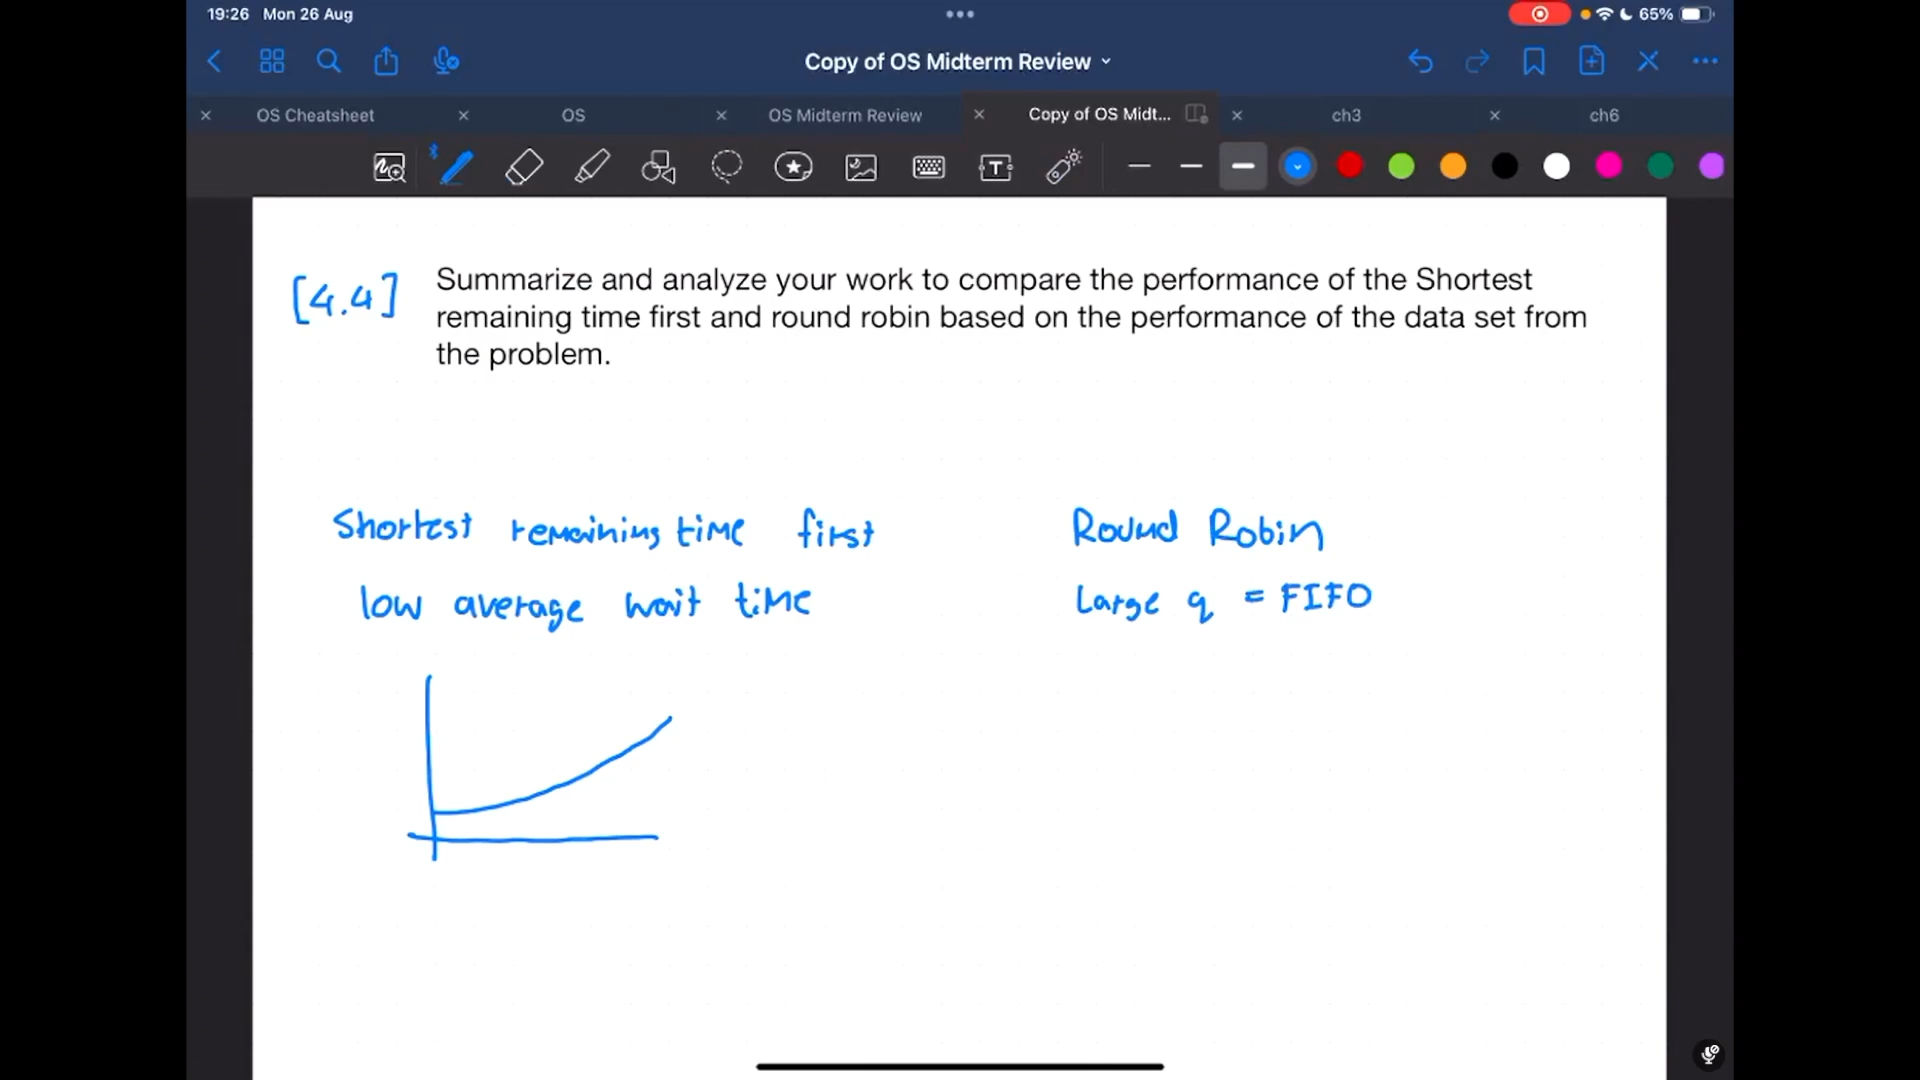 19:26 Mon 26 Aug
65%
Copy of OS Midterm Review
OS Cheatsheet
OS
OS Midterm Review
Copy of OS Midt...
ch3
ch6
[4.4]
Summarize and analyze your work to compare the performance of the Shortest
remaining time first and round robin based on the performance of the data set from
the problem.
Shortest remaining time first
low average wait time
Round Robin
Large q = FIFO